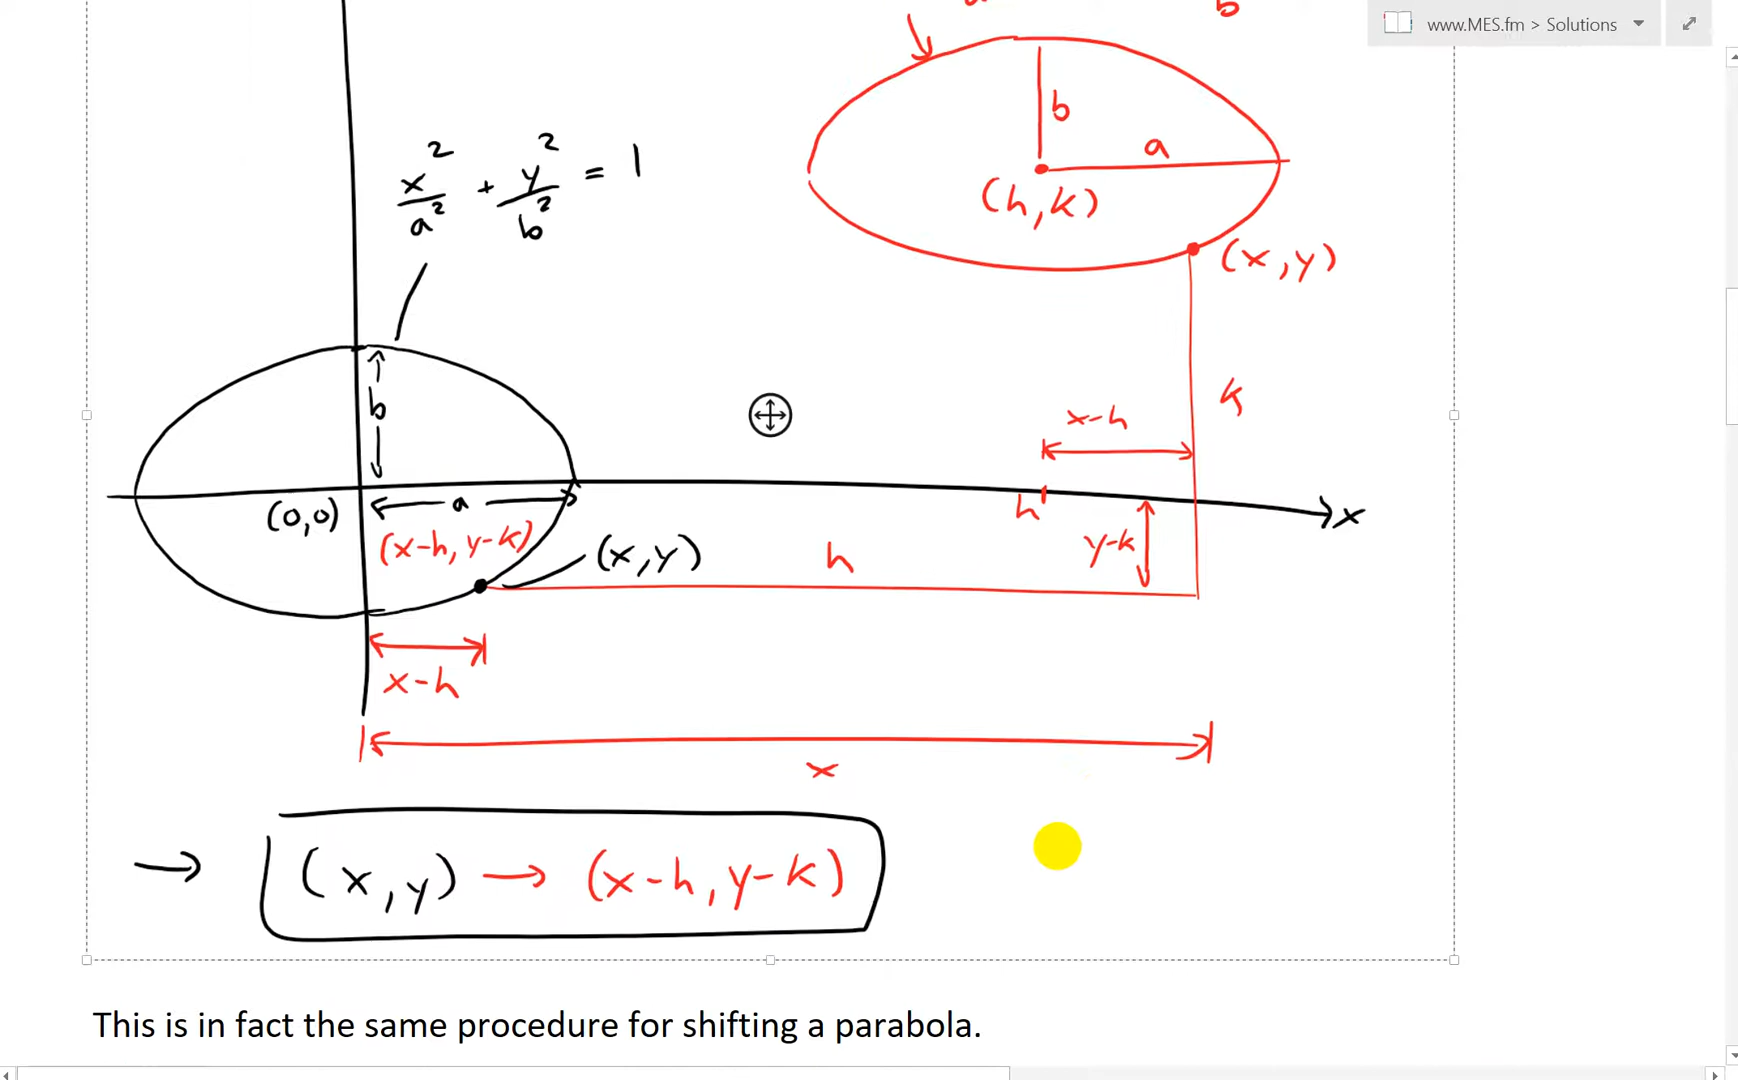 www.MES.fm > Solutions
b
b
a
(h,k)
(x,y)
x²/a² + y²/b² = 1
b
k
x-h
(0,0)
a
h
x
(x-h, y-k)
(x,y)
h
y-k
x-h
x
→ (x,y) → (x-h, y-k)
This is in fact the same procedure for shifting a parabola.